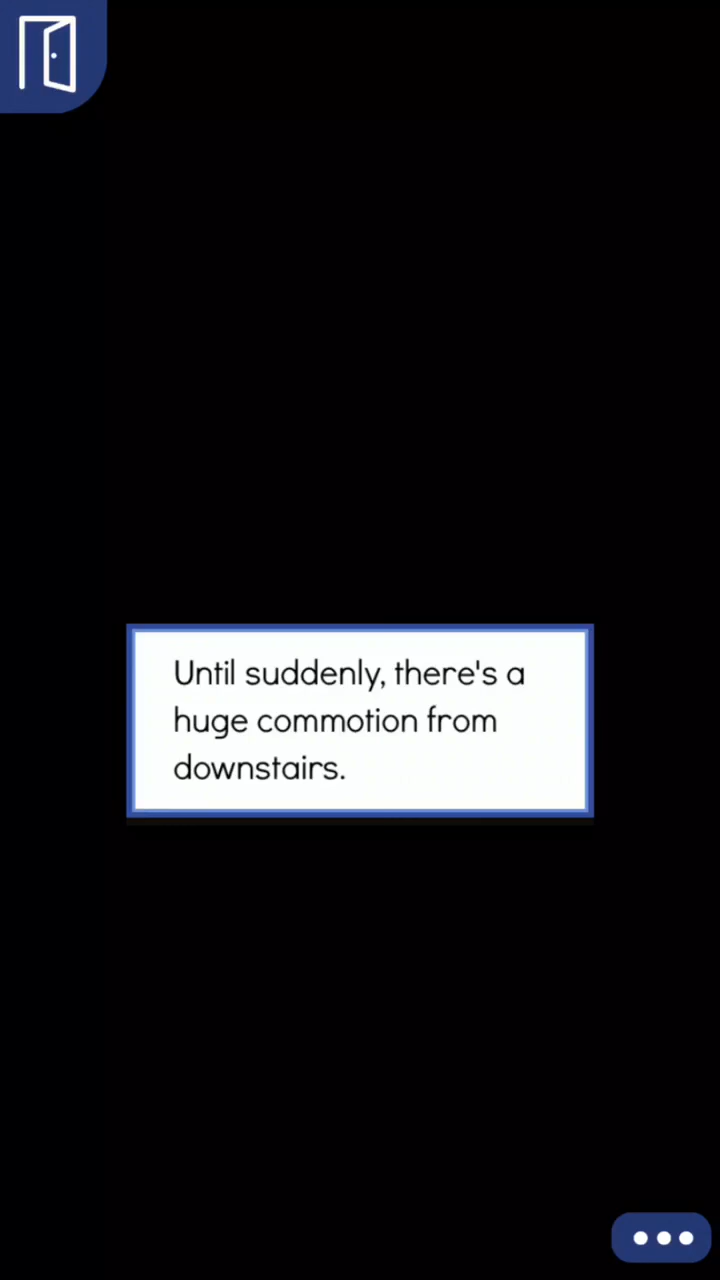 Until suddenly, there's a
huge commotion from
downstairs.